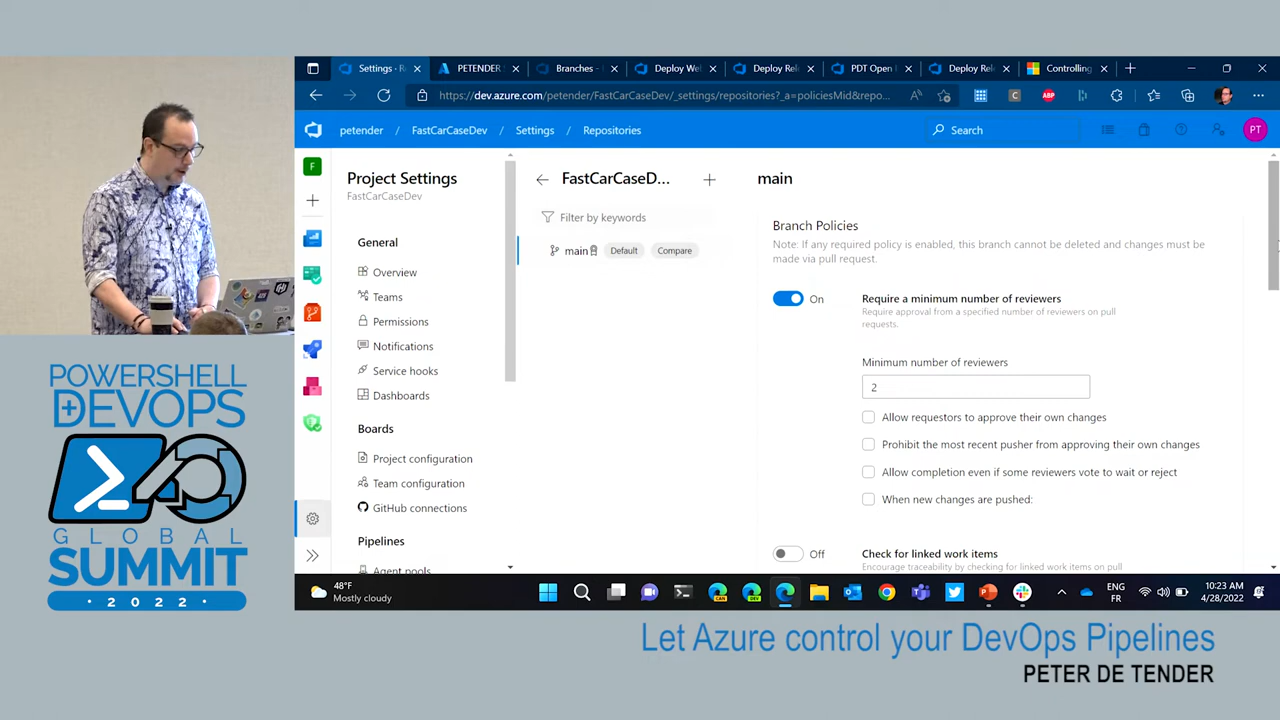 Settings - R
PETENDER
Branches -
Deploy Wel
Deploy Rel
PDT Open I
Deploy Rel
Controlling
https://dev.azure.com/petender/FastCarCaseDev/_settings/repositories?_a=policiesMid&repo...
ABP
petender / FastCarCaseDev / Settings / Repositories
Search
PT
F
Project Settings
FastCarCaseDev
General
Overview
Teams
Permissions
Notifications
Service hooks
Dashboards
Boards
Project configuration
Team configuration
GitHub connections
Pipelines
Agent pools
FastCarCaseD...
Filter by keywords
main Default Compare
main
Branch Policies
Note: If any required policy is enabled, this branch cannot be deleted and changes must be
made via pull request.
On
Require a minimum number of reviewers
Require approval from a specified number of reviewers on pull
requests.
Minimum number of reviewers
2
Allow requestors to approve their own changes
Prohibit the most recent pusher from approving their own changes
Allow completion even if some reviewers vote to wait or reject
When new changes are pushed:
Off
Check for linked work items
Encourage traceability by checking for linked work items on pull
48°F
Mostly cloudy
ENG
FR
10:23 AM
4/28/2022
POWERSHELL
+DEVOPS
GLOBAL
SUMMIT
· 2022 ·
Let Azure control your DevOps Pipelines
PETER DE TENDER